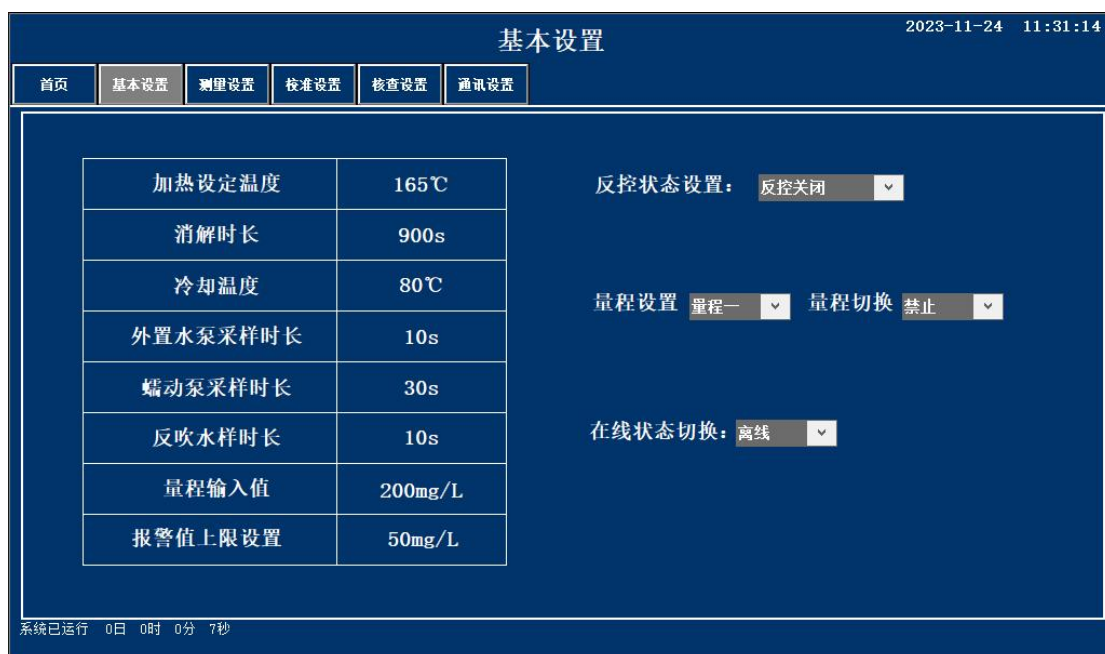 基本设置
2023-11-24 11:31:14
首页 基本设置 测量设置 校准设置 核查设置 通讯设置
加热设定温度 165℃
消解时长 900s
冷却温度 80℃
外置水泵采样时长 10s
蠕动泵采样时长 30s
反吹水样时长 10s
量程输入值 200mg/L
报警值上限设置 50mg/L
反控状态设置: 反控关闭
量程设置 量程一 量程切换 禁止
在线状态切换: 离线
系统已运行 0日 0时 0分 7秒